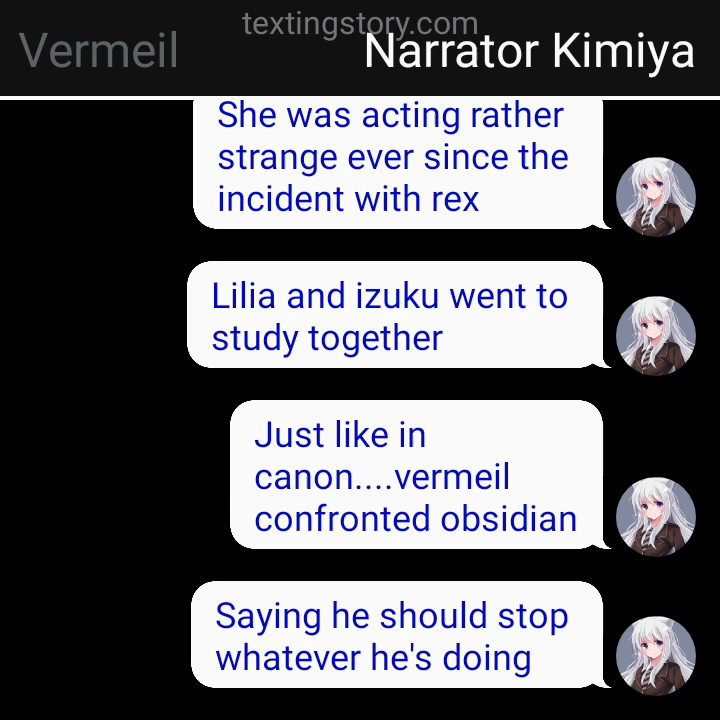 textingstory.com
Vermeil
Narrator Kimiya
She was acting rather
strange ever since the
incident with rex
Lilia and izuku went to
study together
Just like in
canon....vermeil
confronted obsidian
Saying he should stop
whatever he's doing